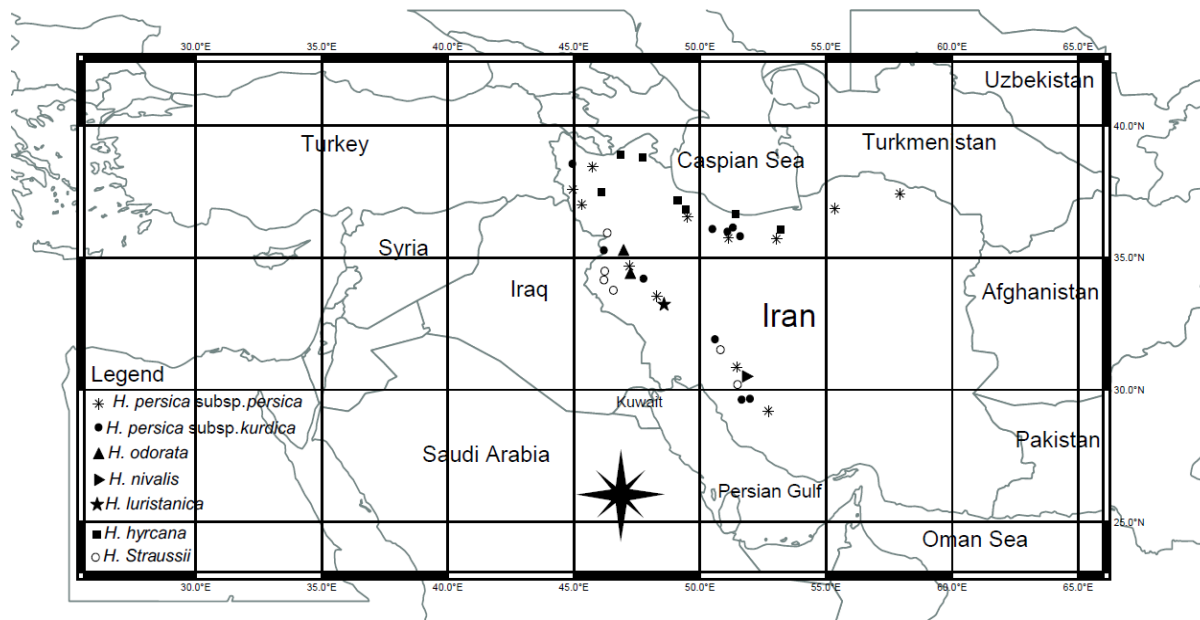 30.0°E 35.0°E 40.0°E 45.0°E 50.0°E 55.0°E 60.0°E 65.0°E
Uzbekistan
40.0°N
Turkey
Turkmenistan
Caspian Sea
Syria
35.0°N
Iraq
Afghanistan
Iran
Legend
30.0°N
H. persica subsp.persica
Kuwait
H. persica subsp.kurdica
Pakistan
H. odorata
Saudi Arabia
H. nivalis
Persian Gulf
H. luristanica
25.0°N
H. hyrcana
Oman Sea
H. Straussii
30.0°E 35.0°E 40.0°E 45.0°E 50.0°E 55.0°E 60.0°E 65.0°E